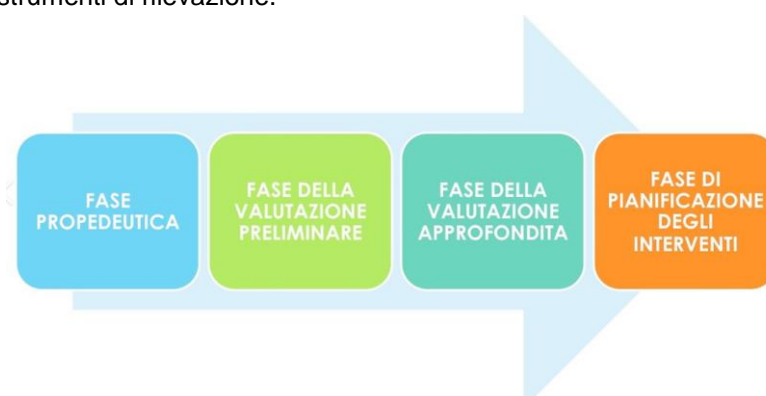 strumenti di rilevazione.
FASE
PROPEDEUTICA
FASE DELLA
VALUTAZIONE
PRELIMINARE
FASE DELLA
VALUTAZIONE
APPROFONDITA
FASE DI
PIANIFICAZIONE
DEGLI
INTERVENTI